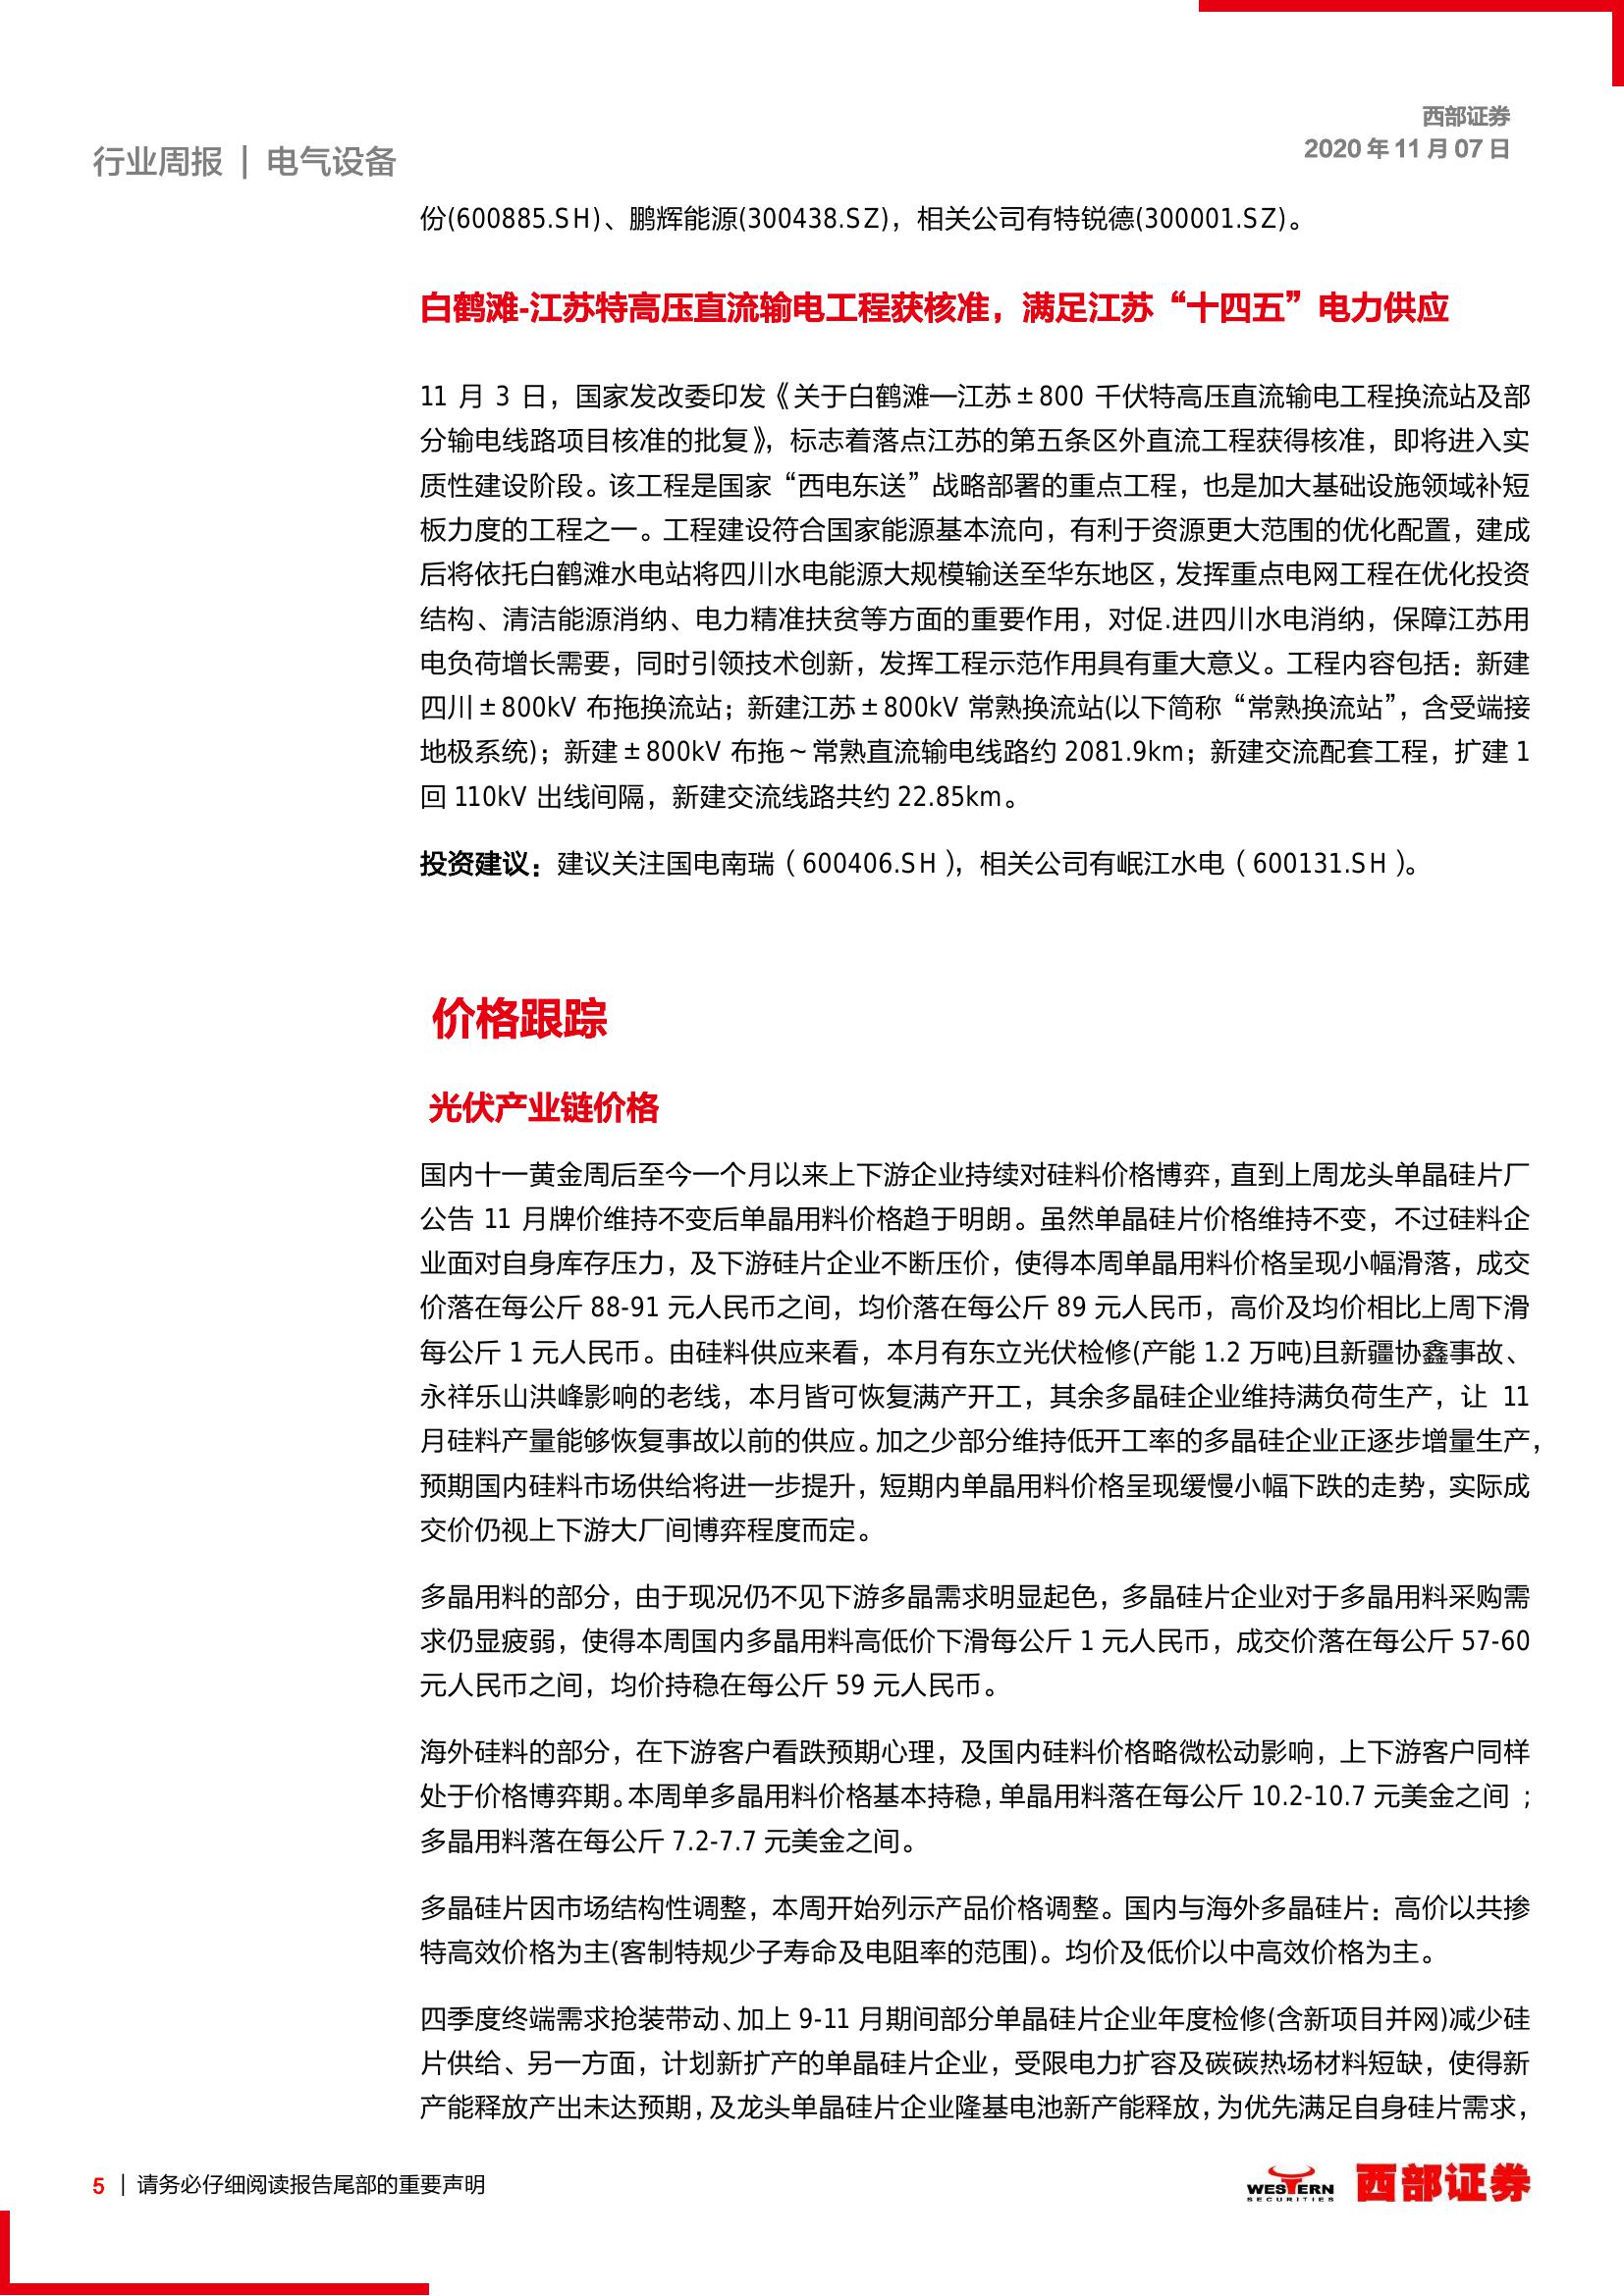 西部证券
2020 年 11 月 07 日
行业周报 | 电气设备
份(600885.SH)、鹏辉能源(300438.SZ)，相关公司有特锐德(300001.SZ)。
白鹤滩-江苏特高压直流输电工程获核准，满足江苏“十四五”电力供应
11 月 3 日，国家发改委印发《关于白鹤滩—江苏±800 千伏特高压直流输电工程换流站及部
分输电线路项目核准的批复》，标志着落点江苏的第五条区外直流工程获得核准，即将进入实
质性建设阶段。该工程是国家“西电东送”战略部署的重点工程，也是加大基础设施领域补短
板力度的工程之一。工程建设符合国家能源基本流向，有利于资源更大范围的优化配置，建成
后将依托白鹤滩水电站将四川水电能源大规模输送至华东地区，发挥重点电网工程在优化投资
结构、清洁能源消纳、电力精准扶贫等方面的重要作用，对促.进四川水电消纳，保障江苏用
电负荷增长需要，同时引领技术创新，发挥工程示范作用具有重大意义。工程内容包括：新建
四川±800kV 布拖换流站；新建江苏±800kV 常熟换流站(以下简称“常熟换流站”，含受端接
地极系统)；新建±800kV 布拖～常熟直流输电线路约 2081.9km；新建交流配套工程，扩建 1
回 110kV 出线间隔，新建交流线路共约 22.85km。
投资建议：建议关注国电南瑞（600406.SH），相关公司有岷江水电（600131.SH）。
价格跟踪
光伏产业链价格
国内十一黄金周后至今一个月以来上下游企业持续对硅料价格博弈，直到上周龙头单晶硅片厂
公告 11 月牌价维持不变后单晶用料价格趋于明朗。虽然单晶硅片价格维持不变，不过硅料企
业面对自身库存压力，及下游硅片企业不断压价，使得本周单晶用料价格呈现小幅滑落，成交
价落在每公斤 88-91 元人民币之间，均价落在每公斤 89 元人民币，高价及均价相比上周下滑
每公斤 1 元人民币。由硅料供应来看，本月有东立光伏检修(产能 1.2 万吨)且新疆协鑫事故、
永祥乐山洪峰影响的老线，本月皆可恢复满产开工，其余多晶硅企业维持满负荷生产，让 11
月硅料产量能够恢复事故以前的供应。加之少部分维持低开工率的多晶硅企业正逐步增量生产，
预期国内硅料市场供给将进一步提升，短期内单晶用料价格呈现缓慢小幅下跌的走势，实际成
交价仍视上下游大厂间博弈程度而定。
多晶用料的部分，由于现况仍不见下游多晶需求明显起色，多晶硅片企业对于多晶用料采购需
求仍显疲弱，使得本周国内多晶用料高低价下滑每公斤 1 元人民币，成交价落在每公斤 57-60
元人民币之间，均价持稳在每公斤 59 元人民币。
海外硅料的部分，在下游客户看跌预期心理，及国内硅料价格略微松动影响，上下游客户同样
处于价格博弈期。本周单多晶用料价格基本持稳，单晶用料落在每公斤 10.2-10.7 元美金之间 ;
多晶用料落在每公斤 7.2-7.7 元美金之间。
多晶硅片因市场结构性调整，本周开始列示产品价格调整。国内与海外多晶硅片：高价以共掺
特高效价格为主(客制特规少子寿命及电阻率的范围)。均价及低价以中高效价格为主。
四季度终端需求抢装带动、加上 9-11 月期间部分单晶硅片企业年度检修(含新项目并网)减少硅
片供给、另一方面，计划新扩产的单晶硅片企业，受限电力扩容及碳碳热场材料短缺，使得新
产能释放产出未达预期，及龙头单晶硅片企业隆基电池新产能释放，为优先满足自身硅片需求，
5 | 请务必仔细阅读报告尾部的重要声明
WESTERN
SECURITIES
西部证券